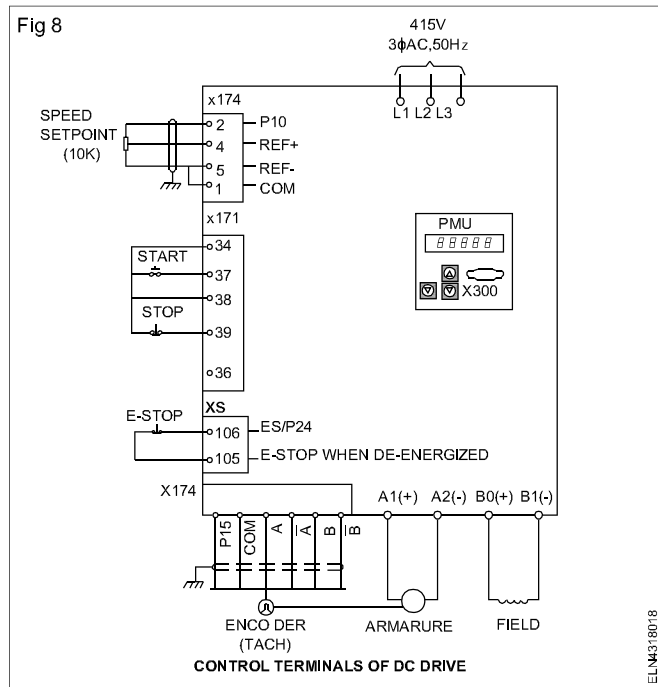 Fig 8
415V
3ϕAC,50Hz
L1 L2 L3
x174
SPEED
SETPOINT
(10K)
2 P10
4 REF+
5 REF-
1 COM
x171
34
START
37
38
STOP
39
36
PMU
88888
X300
XS
E-STOP
106 ES/P24
105 E-STOP WHEN DE-ENERGIZED
X174
A1(+) A2(-) B0(+) B1(-)
P15 COM A A̅ B B̅
ENCO DER
(TACH)
ARMARURE
FIELD
CONTROL TERMINALS OF DC DRIVE
ELN4318018